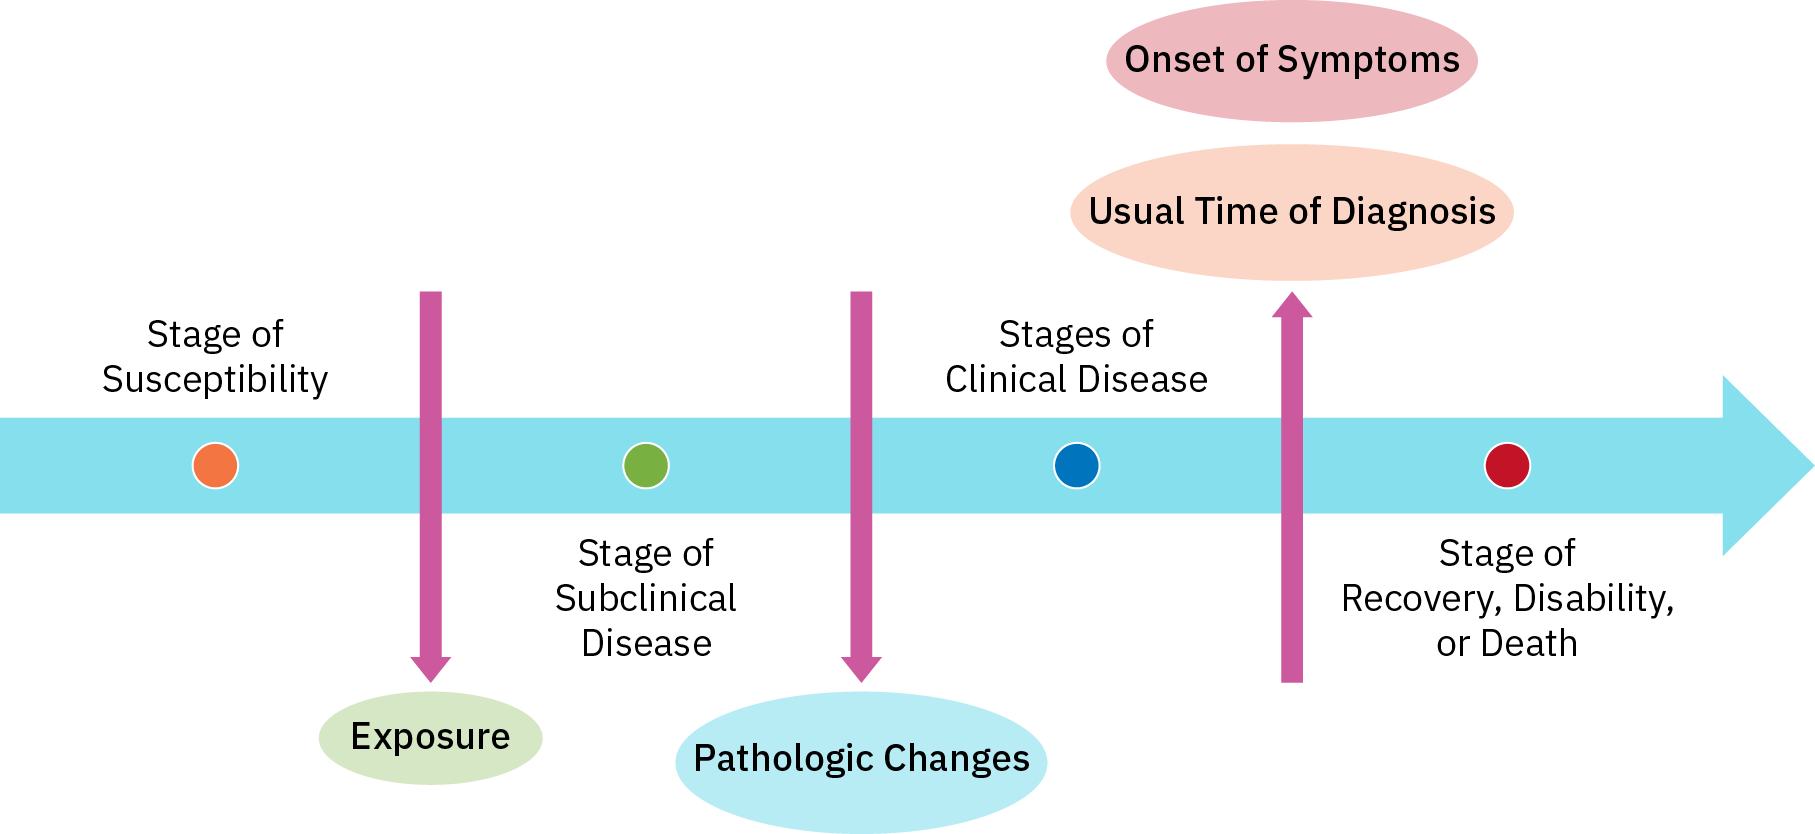 Onset of Symptoms
Usual Time of Diagnosis
Stage of
Susceptibility
Stages of
Clinical Disease
Stage of
Subclinical
Disease
Stage of
Recovery, Disability,
or Death
Exposure
Pathologic Changes